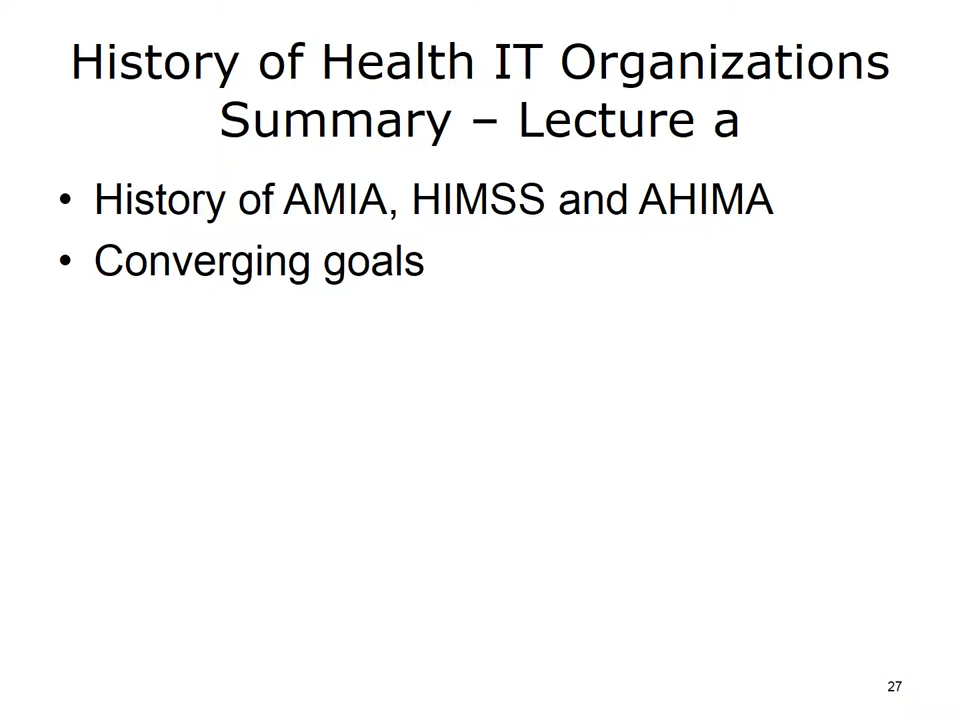 History of Health IT Organizations
Summary – Lecture a
• History of AMIA, HIMSS and AHIMA
• Converging goals
27